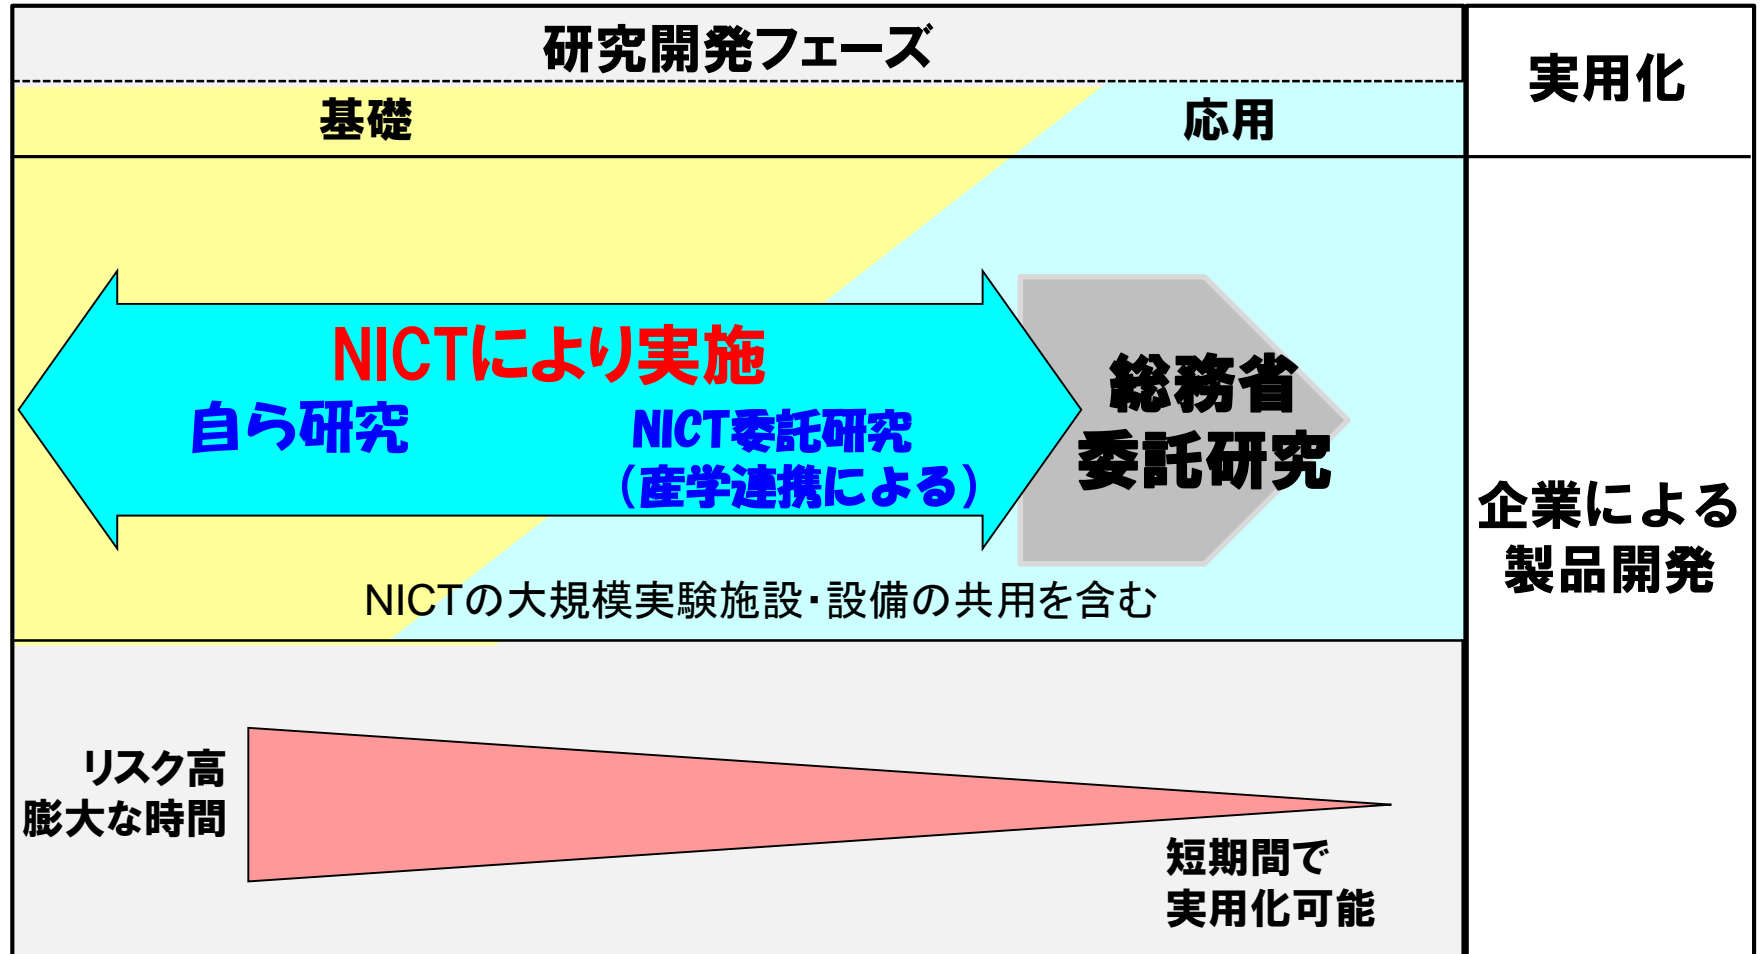 研究開発フェーズ
実用化
基礎
応用
NICTにより実施
自ら研究
NICT委託研究
（産学連携による）
総務省
委託研究
企業による
製品開発
NICTの大規模実験施設・設備の共用を含む
リスク高
膨大な時間
短期間で
実用化可能